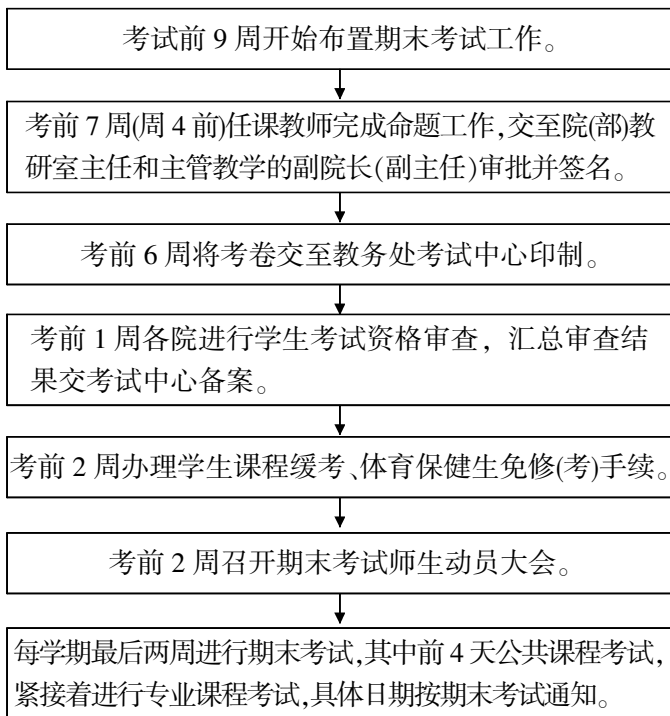 考试前 9 周开始布置期末考试工作。
考前 7 周(周 4 前)任课教师完成命题工作,交至院(部)教
研室主任和主管教学的副院长(副主任)审批并签名。
考前 6 周将考卷交至教务处考试中心印制。
考前 1 周各院进行学生考试资格审查，汇总审查结
果交考试中心备案。
考前 2 周办理学生课程缓考、体育保健生免修(考)手续。
考前 2 周召开期末考试师生动员大会。
每学期最后两周进行期末考试,其中前 4 天公共课程考试,
紧接着进行专业课程考试,具体日期按期末考试通知。